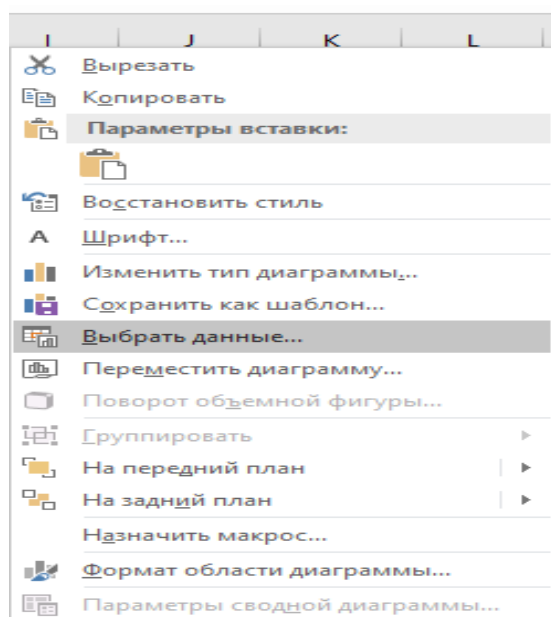 I J K L
Вырезать
Копировать
Параметры вставки:
Восстановить стиль
Шрифт...
Изменить тип диаграммы...
Сохранить как шаблон...
Выбрать данные...
Переместить диаграмму...
Поворот объемной фигуры...
Группировать
На передний план
На задний план
Назначить макрос...
Формат области диаграммы...
Параметры сводной диаграммы...